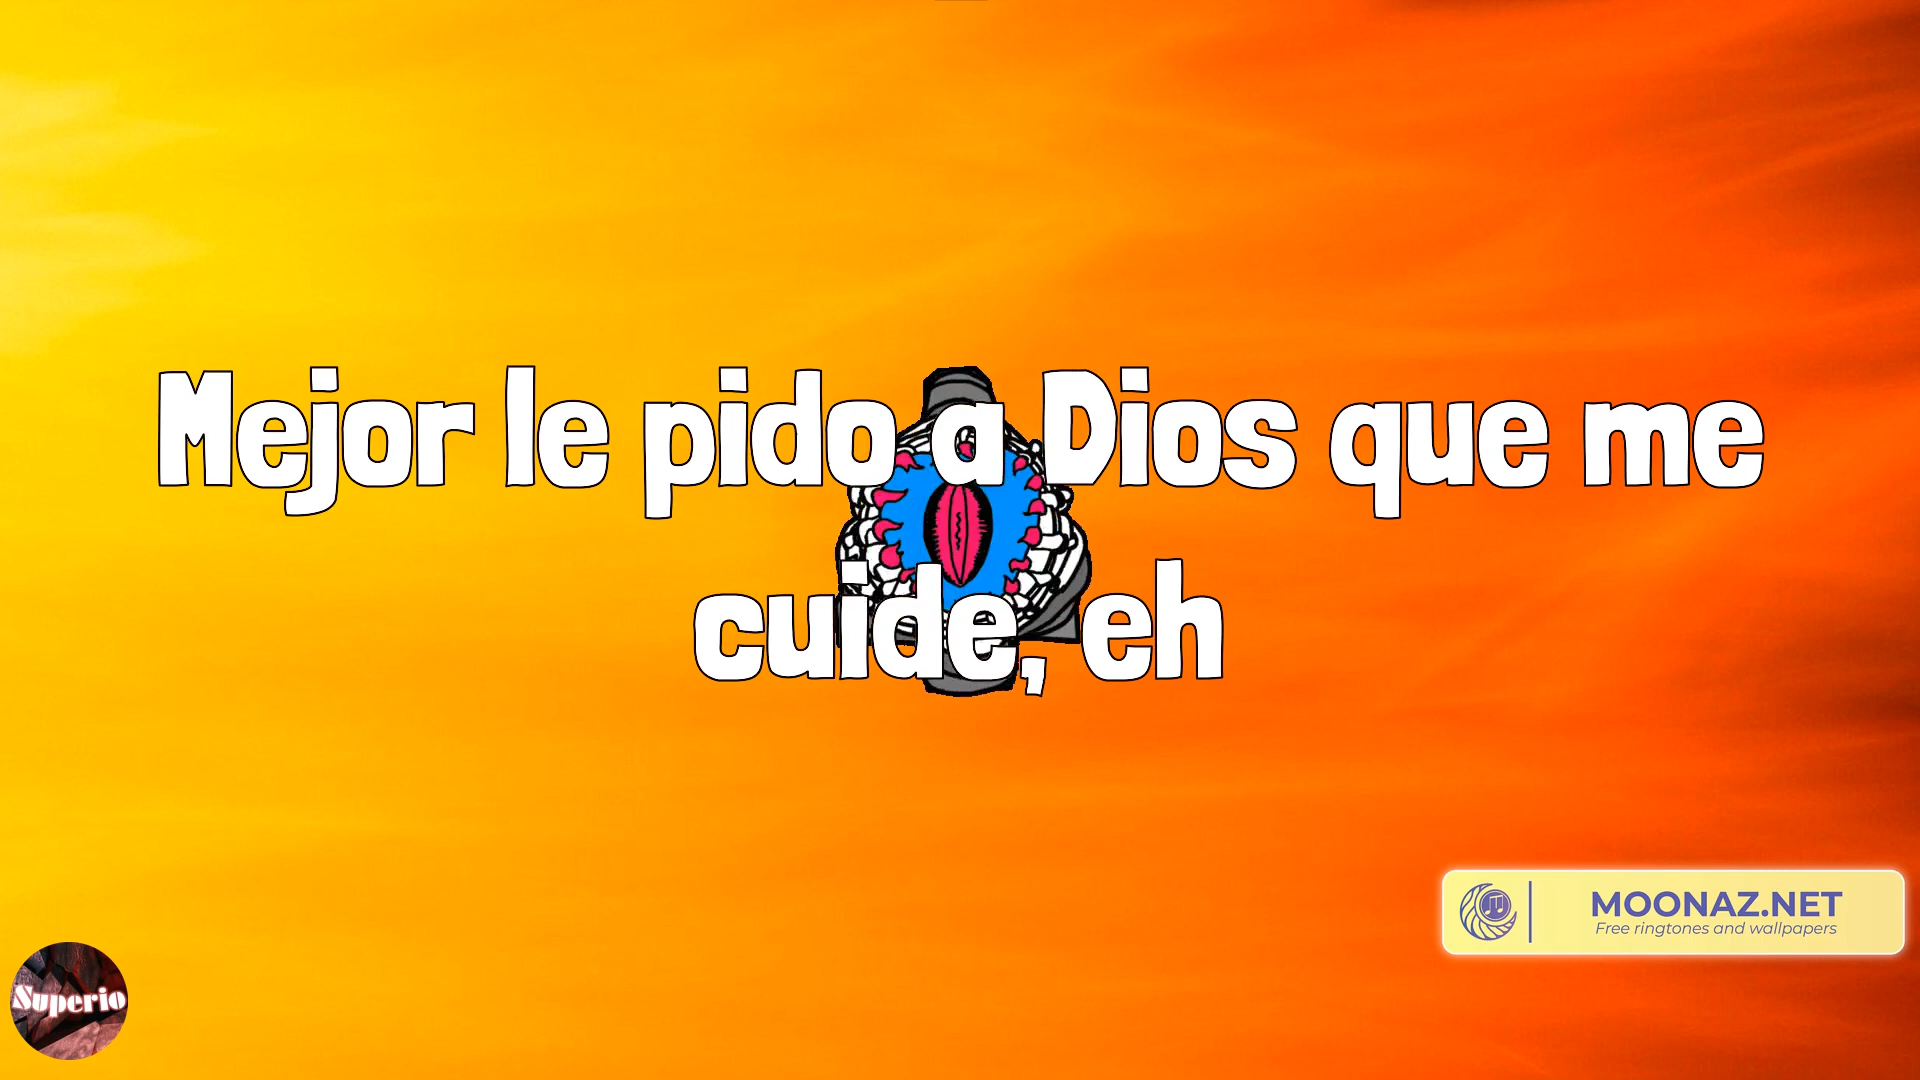 Mejor le pido a Dios que me
cuide, eh
MOONAZ.NET
Free ringtones and wallpapers
Superio